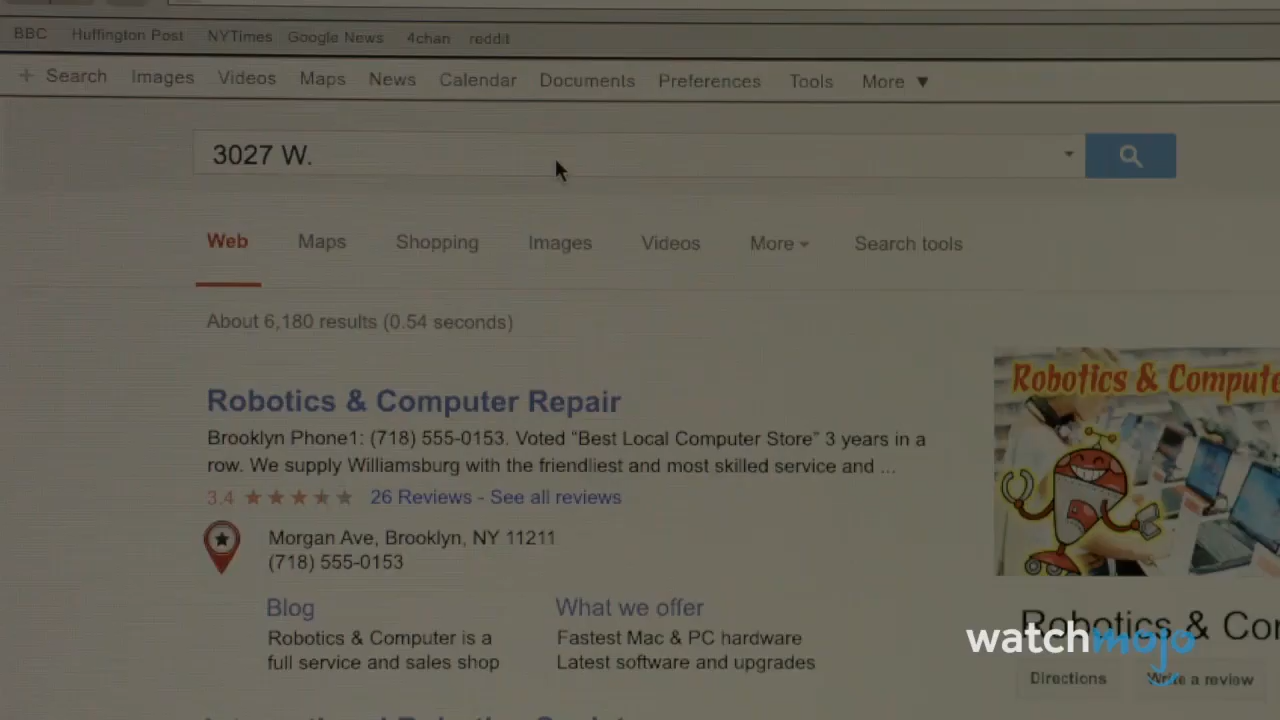 BBC Huffington Post NYTimes Google News 4chan reddit
+ Search Images Videos Maps News Calendar Documents Preferences Tools More ▼
3027 W.
Web Maps Shopping Images Videos More Search tools
About 6,180 results (0.54 seconds)
Robotics & Computer Repair
Brooklyn Phone1: (718) 555-0153. Voted "Best Local Computer Store" 3 years in a
row. We supply Williamsburg with the friendliest and most skilled service and ...
3.4 ★★★★★ 26 Reviews - See all reviews
Morgan Ave, Brooklyn, NY 11211
(718) 555-0153
Blog
Robotics & Computer is a
full service and sales shop
What we offer
Fastest Mac & PC hardware
Latest software and upgrades
Robotics & Compute
Robotics & Cor
watchmojo
Directions Write a review